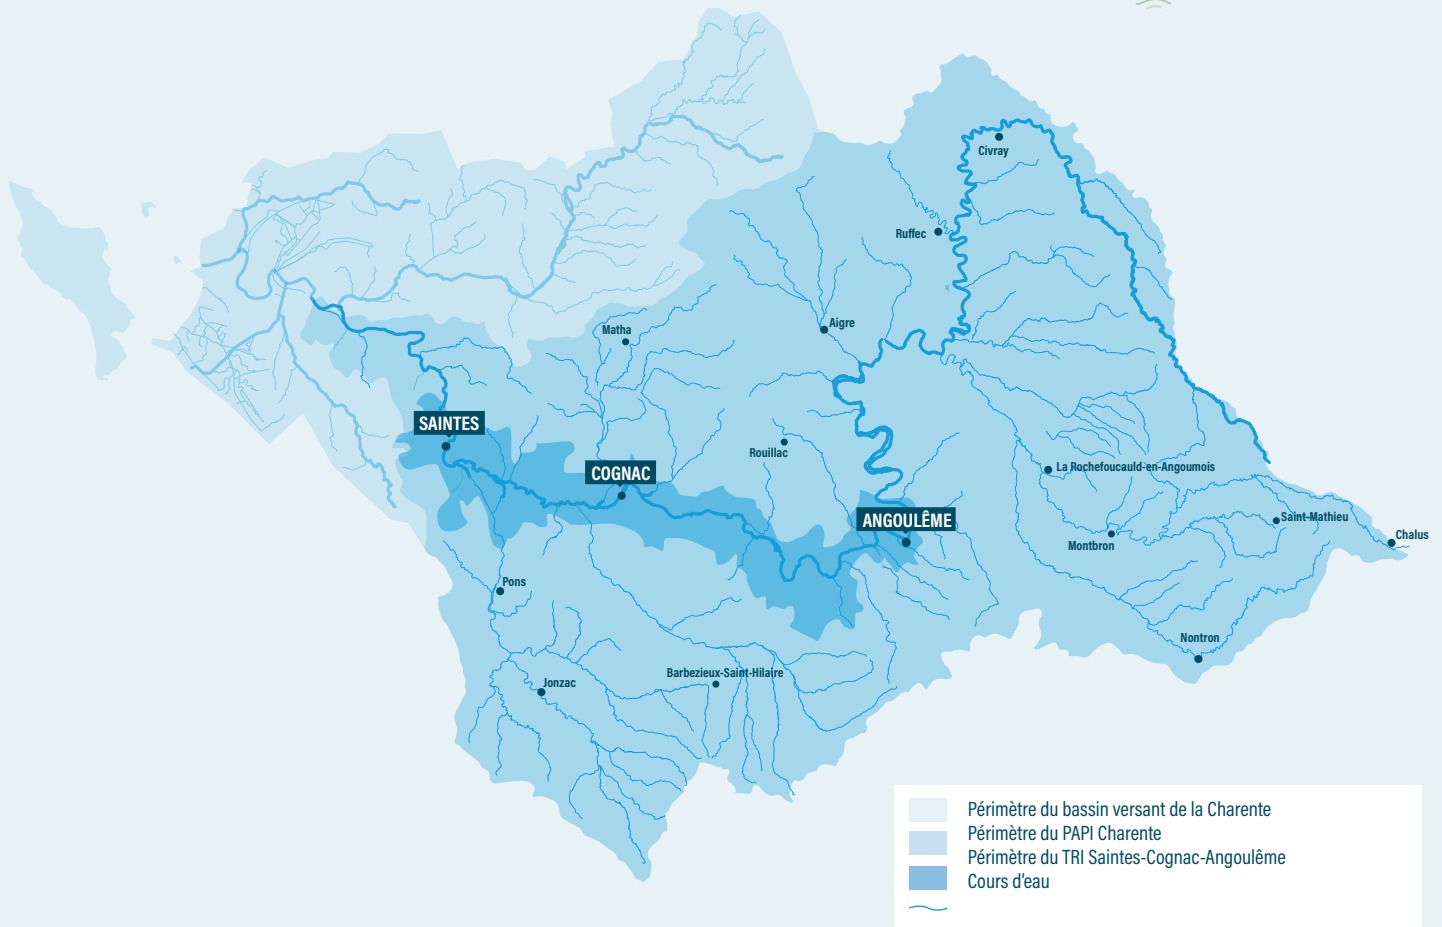 Civray
Ruffec
Aigre
Matha
SAINTES
Rouillac
COGNAC
La Rochefoucauld-en-Angoumois
ANGOULÊME
Saint-Mathieu
Chalus
Montbron
Pons
Nontron
Barbezieux-Saint-Hilaire
Jonzac
Périmètre du bassin versant de la Charente
Périmètre du PAPI Charente
Périmètre du TRI Saintes-Cognac-Angoulême
Cours d'eau